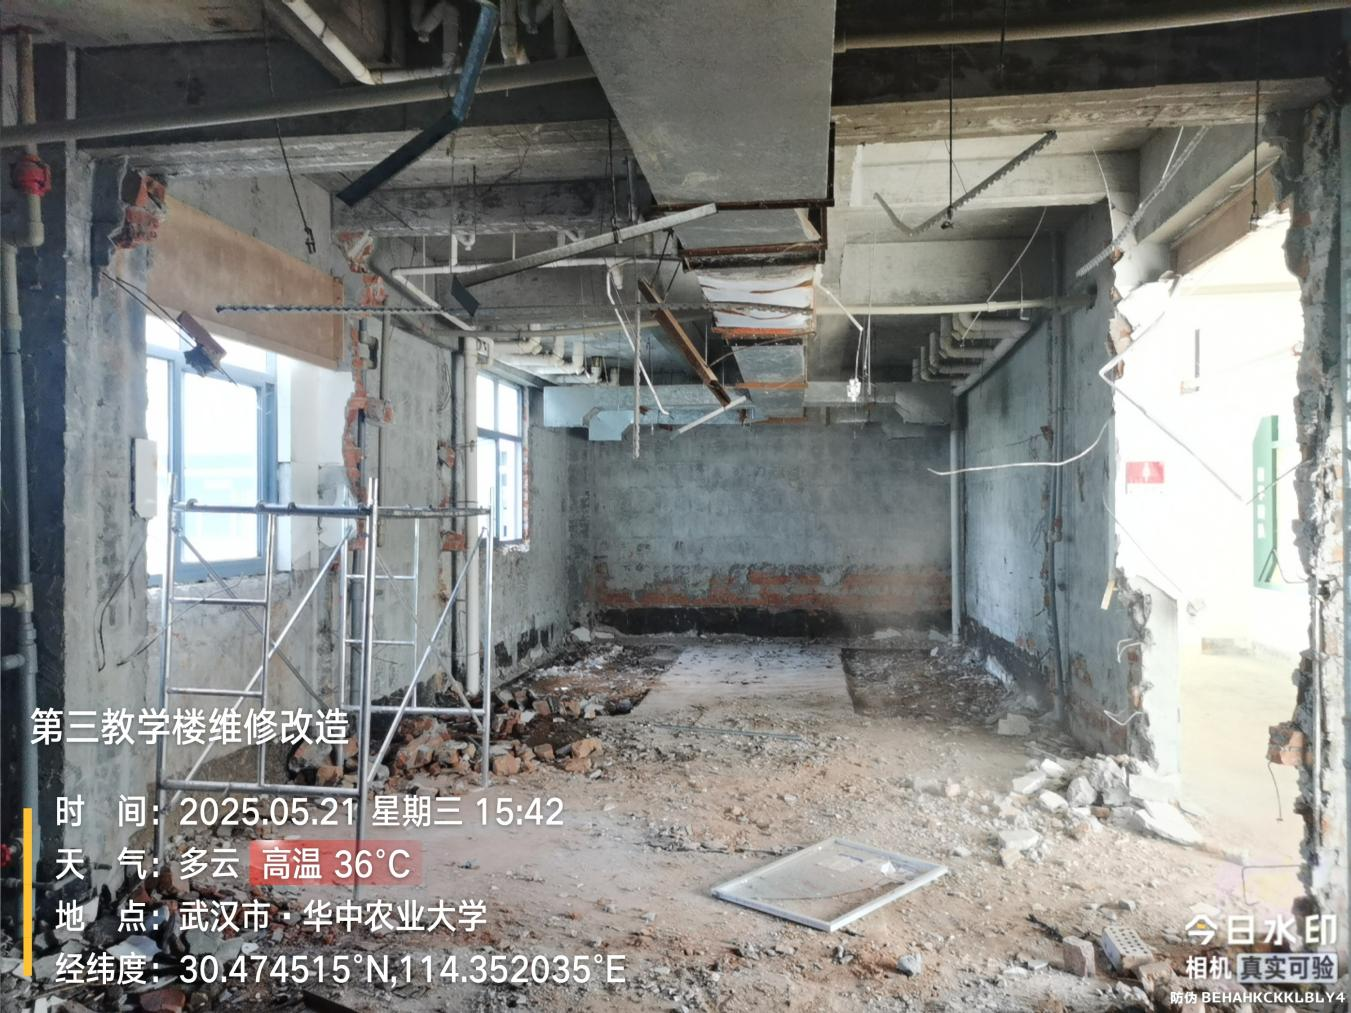 第三教学楼维修改造
时 间：2025.05.21 星期三 15:42
天 气：多云 高温 36°C
地 点：武汉市·华中农业大学
经纬度：30.474515°N,114.352035°E
今日水印
相机 真实可验
防伪 BEHAHKCKKLBLY4